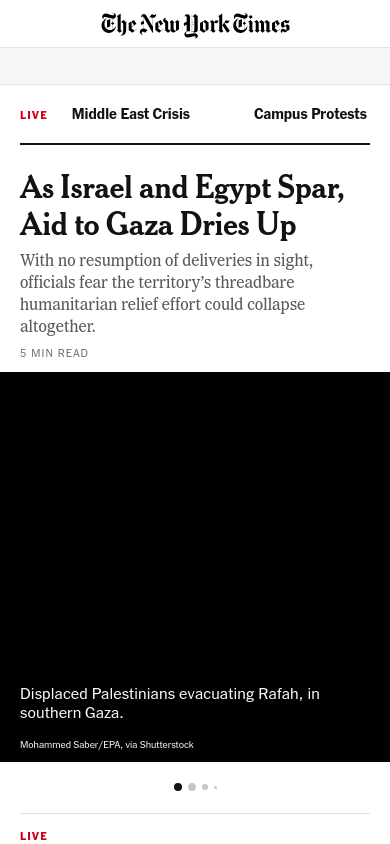 The New York Times
LIVE Middle East Crisis Campus Protests
As Israel and Egypt Spar,
Aid to Gaza Dries Up
With no resumption of deliveries in sight,
officials fear the territory’s threadbare
humanitarian relief effort could collapse
altogether.
5 MIN READ
Displaced Palestinians evacuating Rafah, in
southern Gaza.
Mohammed Saber/EPA, via Shutterstock
LIVE